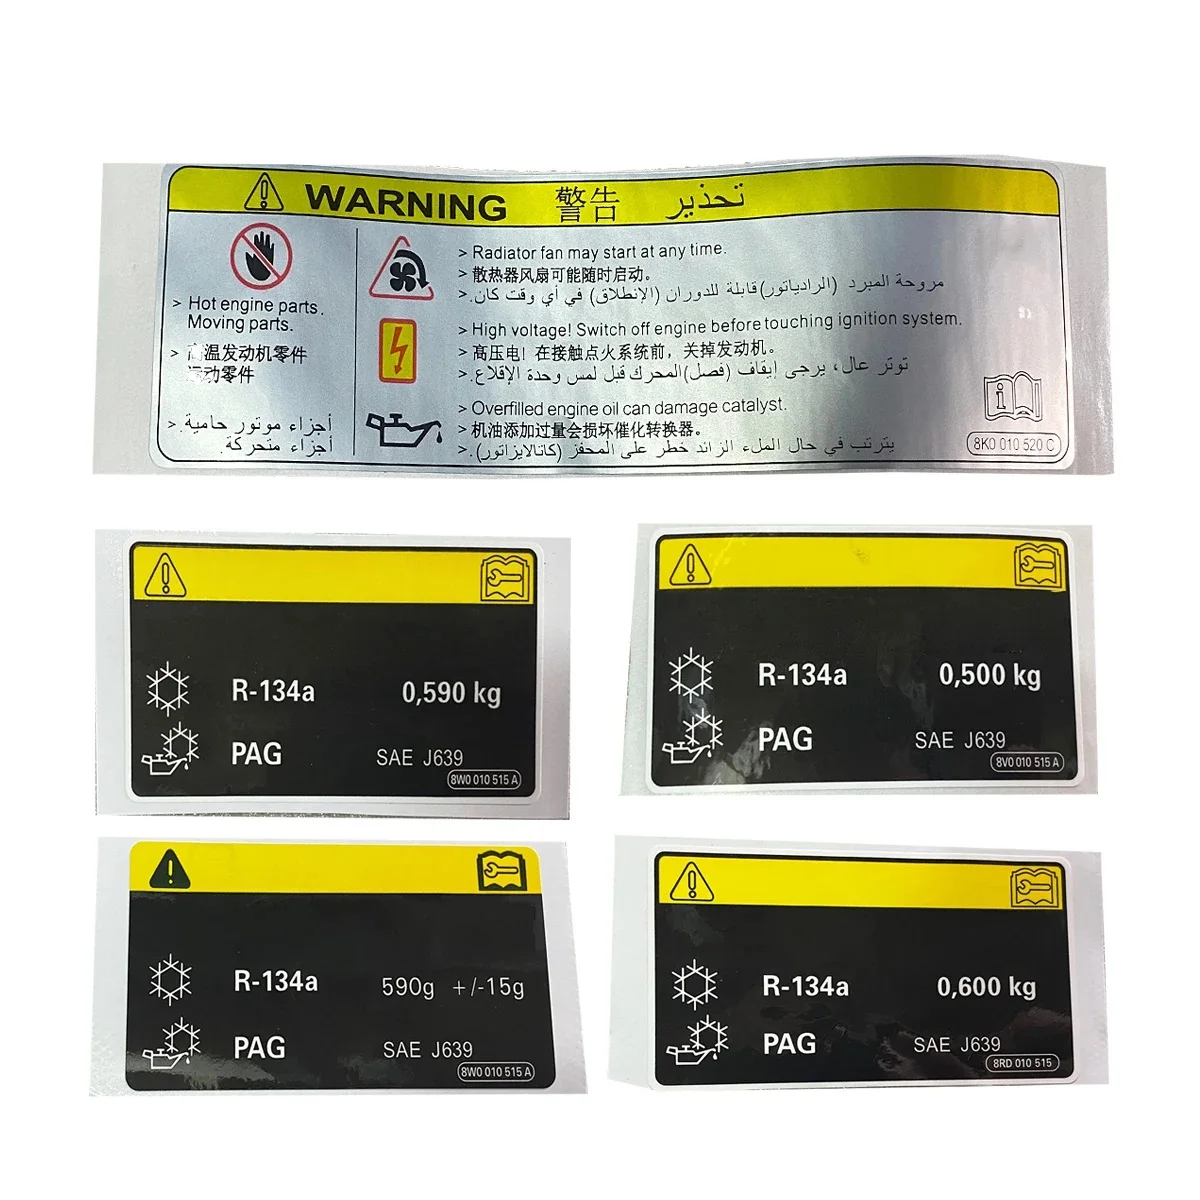 WARNING 警告 تحذير
> Hot engine parts.
Moving parts.
> 高温发动机零件
运动零件
>. أجزاء موتور حامية
. أجزاء متحركة
> Radiator fan may start at any time.
> 散热器风扇可能随时启动。
>. مروحة المبرد (الرادياتور) قابلة للدوران (الإنطلاق) في أي وقت كان
> High voltage! Switch off engine before touching ignition system.
> 高压电! 在接触点火系统前，关掉发动机。
>. توتر عال، يرجى إيقاف (فصل) المحرك قبل لمس وحدة الإقلاع
> Overfilled engine oil can damage catalyst.
> 机油添加过量会损坏催化转换器。
>. يترتب في حال الملء الزائد خطر على المحفز (كاتالايزاتور)
8K0 010 520 C
R-134a 0,590 kg
PAG SAE J639
8W0 010 515 A
R-134a 0,500 kg
PAG SAE J639
8V0 010 515 A
R-134a 590g +/-15g
PAG SAE J639
8W0 010 515 A
R-134a 0,600 kg
PAG SAE J639
8RD 010 515